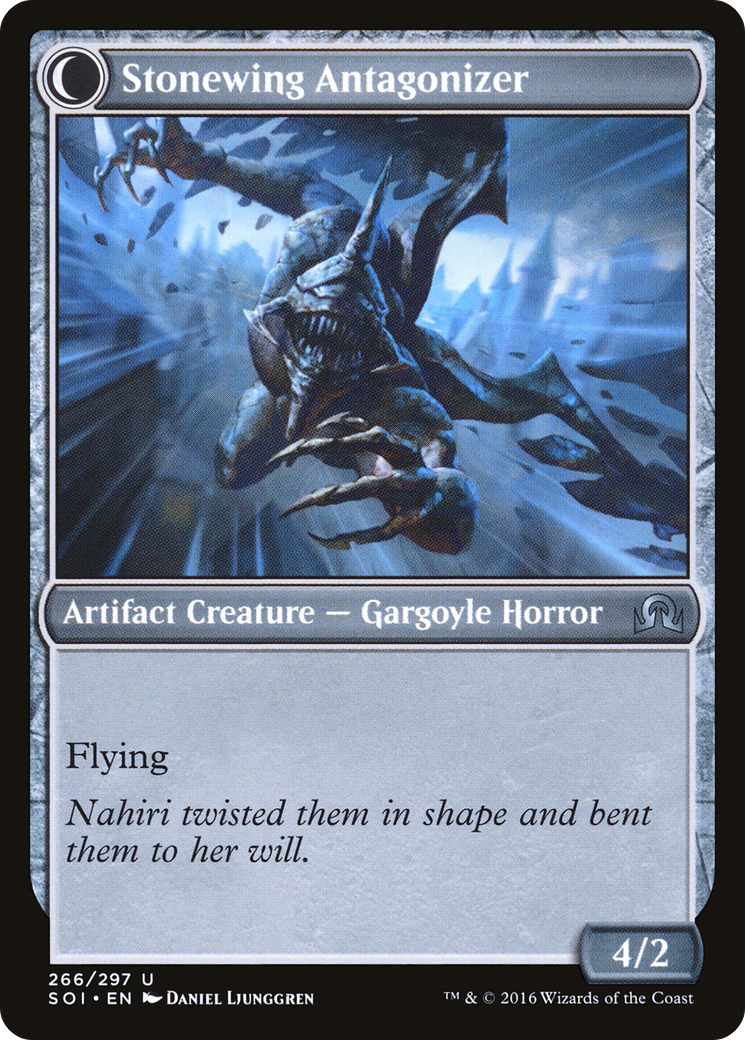 Stonewing Antagonizer
Artifact Creature — Gargoyle Horror
Flying
Nahiri twisted them in shape and bent
them to her will.
4/2
266/297 U
SOI • EN Daniel Ljunggren
™ & © 2016 Wizards of the Coast